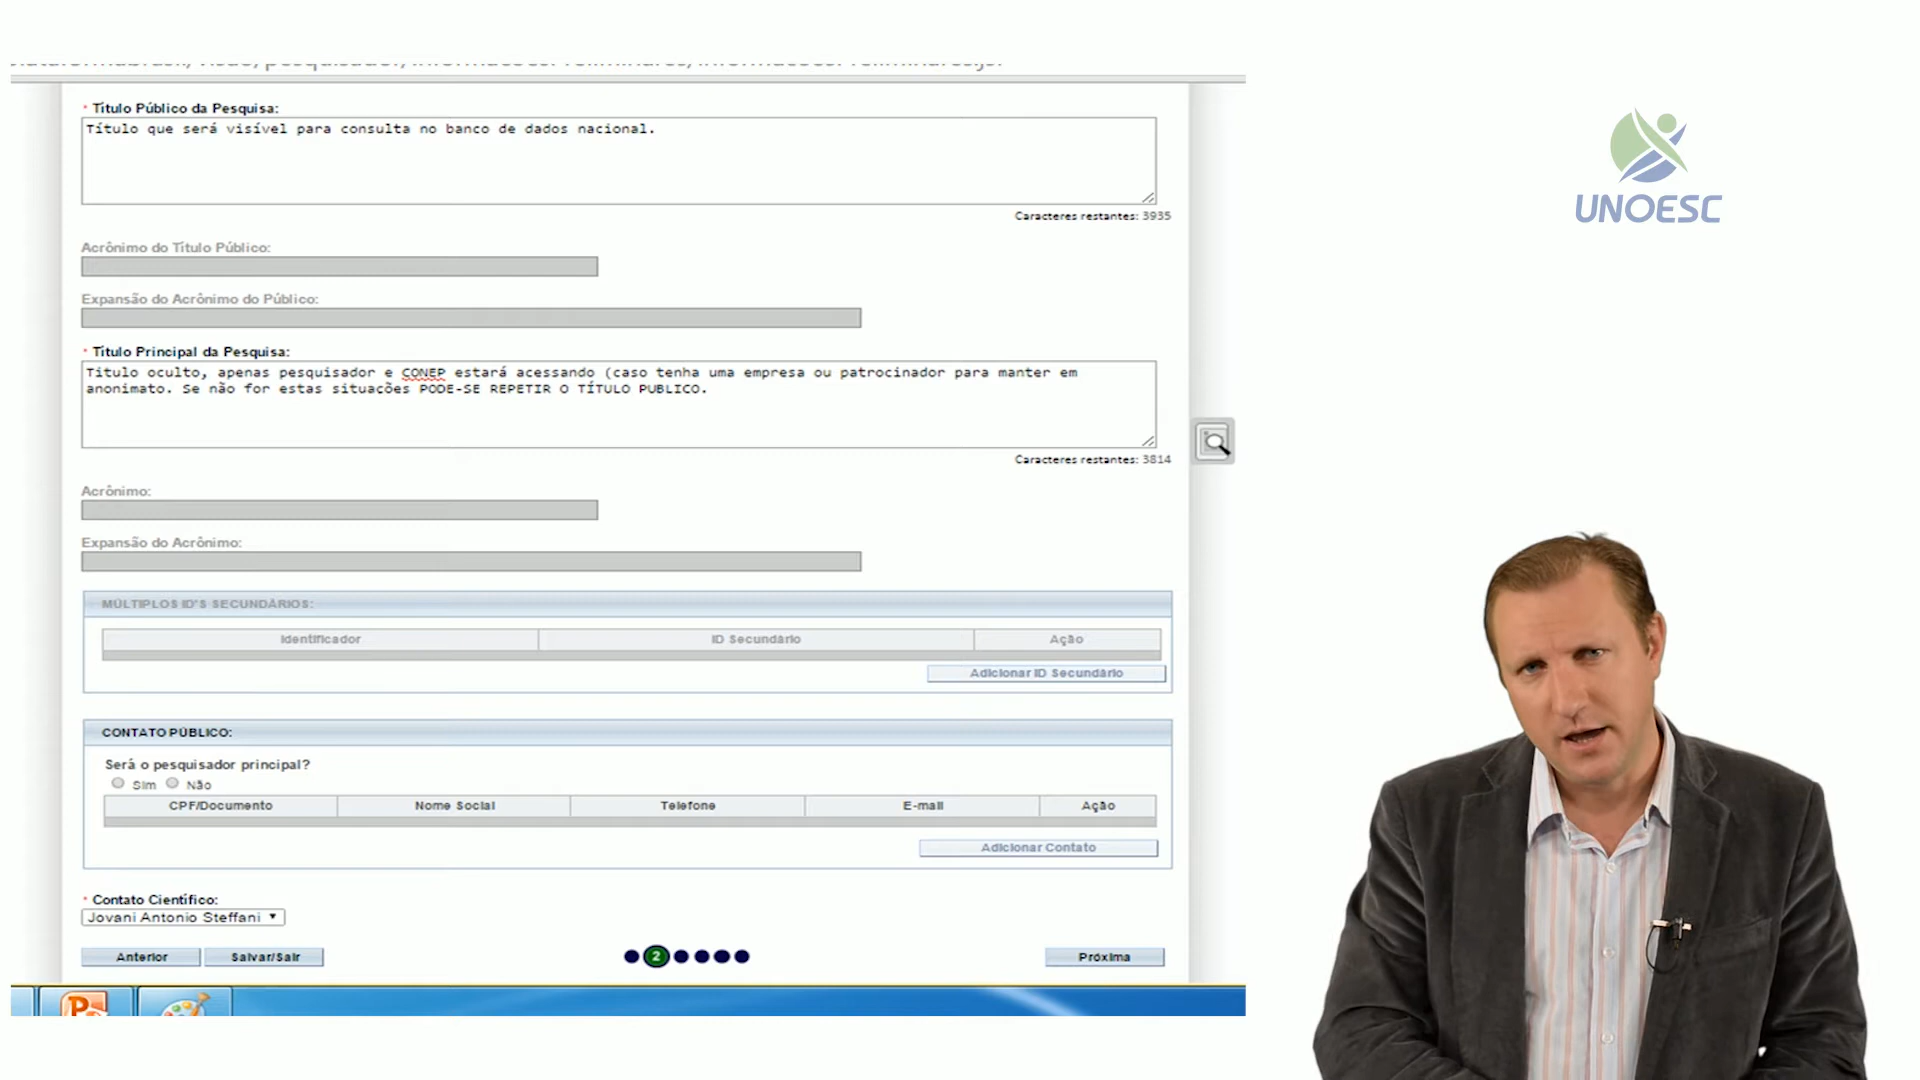 * Título Público da Pesquisa:
Título que será visível para consulta no banco de dados nacional.
Caracteres restantes: 3935
Acrônimo do Título Público:
Expansão do Acrônimo do Público:
* Título Principal da Pesquisa:
Titulo oculto, apenas pesquisador e CONEP estará acessando (caso tenha uma empresa ou patrocinador para manter em
anonimato. Se não for estas situações PODE-SE REPETIR O TÍTULO PUBLICO.
Caracteres restantes: 3814
Acrônimo:
Expansão do Acrônimo:
MÚLTIPLOS ID'S SECUNDÁRIOS:
Identificador ID Secundário Ação
Adicionar ID Secundário
CONTATO PÚBLICO:
Será o pesquisador principal?
Sim Não
CPF/Documento Nome Social Telefone E-mail Ação
Adicionar Contato
* Contato Científico:
Jovani Antonio Steffani
Anterior Salvar/Sair 2 Próxima
UNOESC